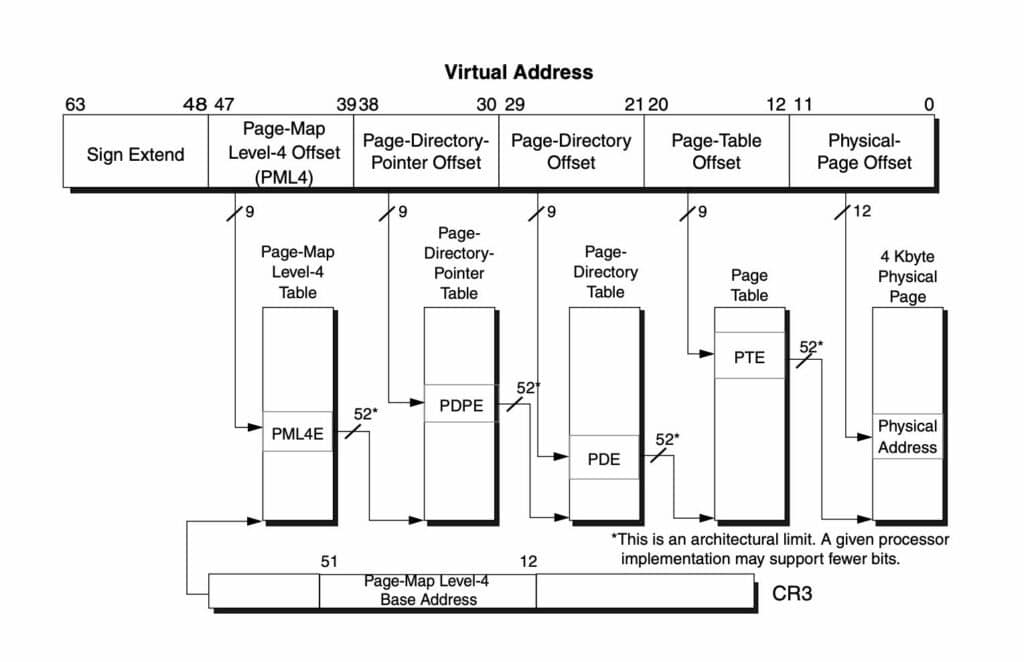 Virtual Address
63 48 47 39 38 30 29 21 20 12 11 0
Sign Extend
Page-Map
Level-4 Offset
(PML4)
Page-Directory-
Pointer Offset
Page-Directory
Offset
Page-Table
Offset
Physical-
Page Offset
9 9 9 9 12
Page-Map
Level-4
Table
Page-
Directory-
Pointer
Table
Page-
Directory
Table
Page
Table
4 Kbyte
Physical
Page
PML4E
52*
PDPE
52*
PDE
52*
PTE
52*
Physical
Address
*This is an architectural limit. A given processor
implementation may support fewer bits.
51 12
Page-Map Level-4
Base Address
CR3